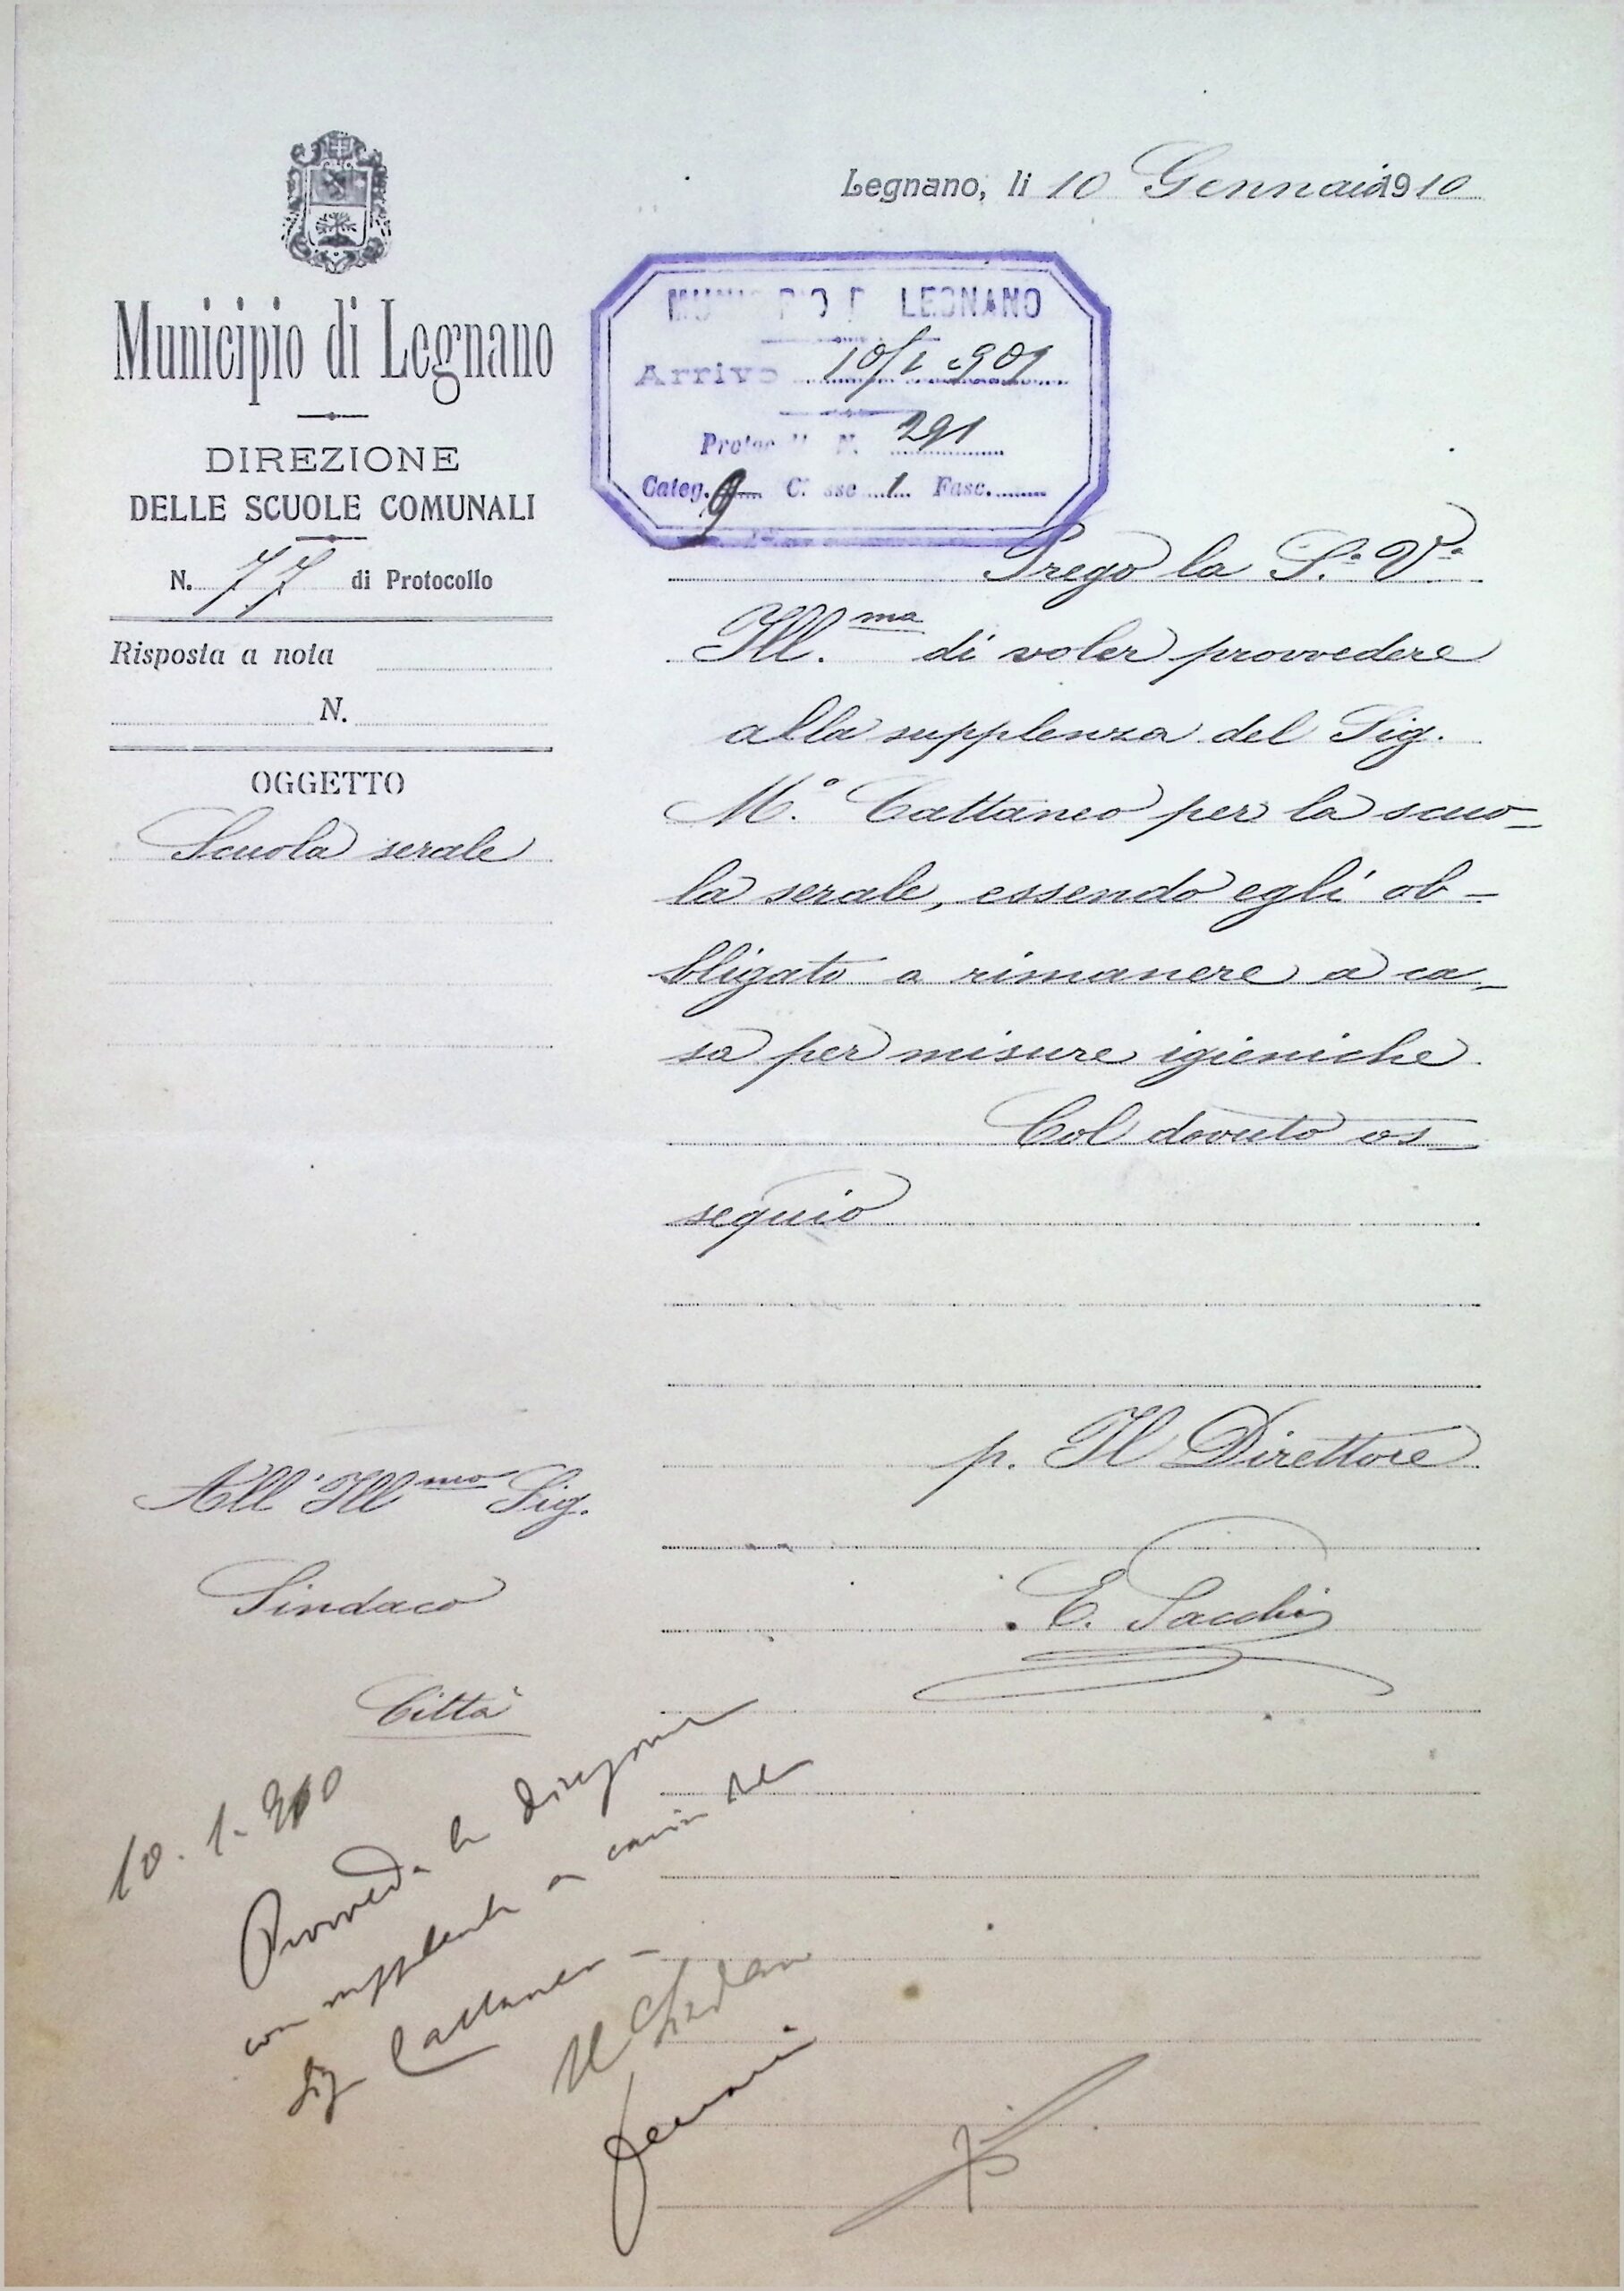 Legnano, li 10 Gennaio 1910
Municipio di Legnano
DIREZIONE
DELLE SCUOLE COMUNALI
N. 77 di Protocollo
Risposta a nota
N.
OGGETTO
Scuola serale
MUNICIPIO DI LEGNANO
Arrivo 10/1 909
Protoc N. 291
Categ. 9 Classe 1 Fasc.
Prego la S.a V.a
Ill.ma di voler provvedere
alla supplenza del Sig.
M.o Cattaneo per la scuo-
la serale, essendo egli ob-
bligato a rimanere a ca-
sa per misure igieniche
Col dovuto os-
sequio
p. Il Direttore
E. Sacchi
All'Ill mo Sig.
Sindaco
Città
10. 1. 910
Provveda la Direzione
con supplente a carico del
Sig Cattaneo -
Il Sindaco